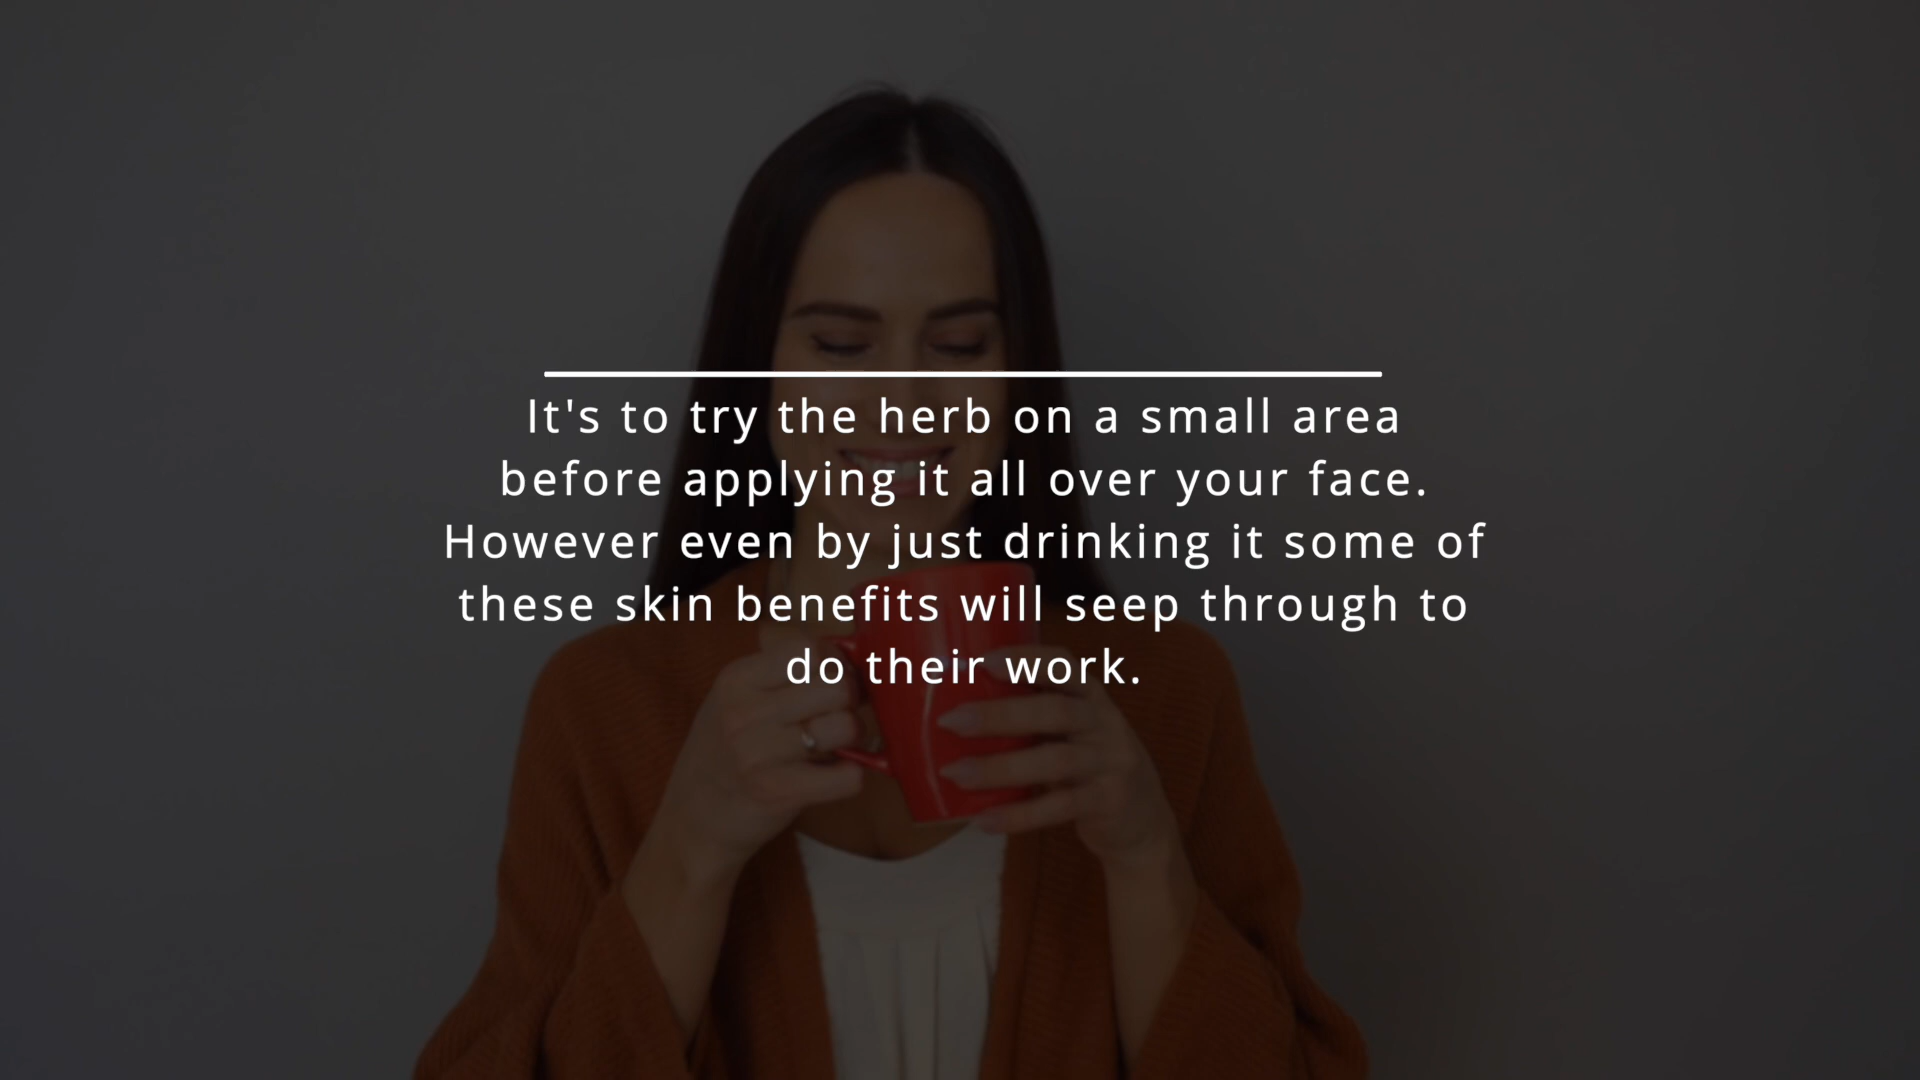 It's to try the herb on a small area
before applying it all over your face.
However even by just drinking it some of
these skin benefits will seep through to
do their work.